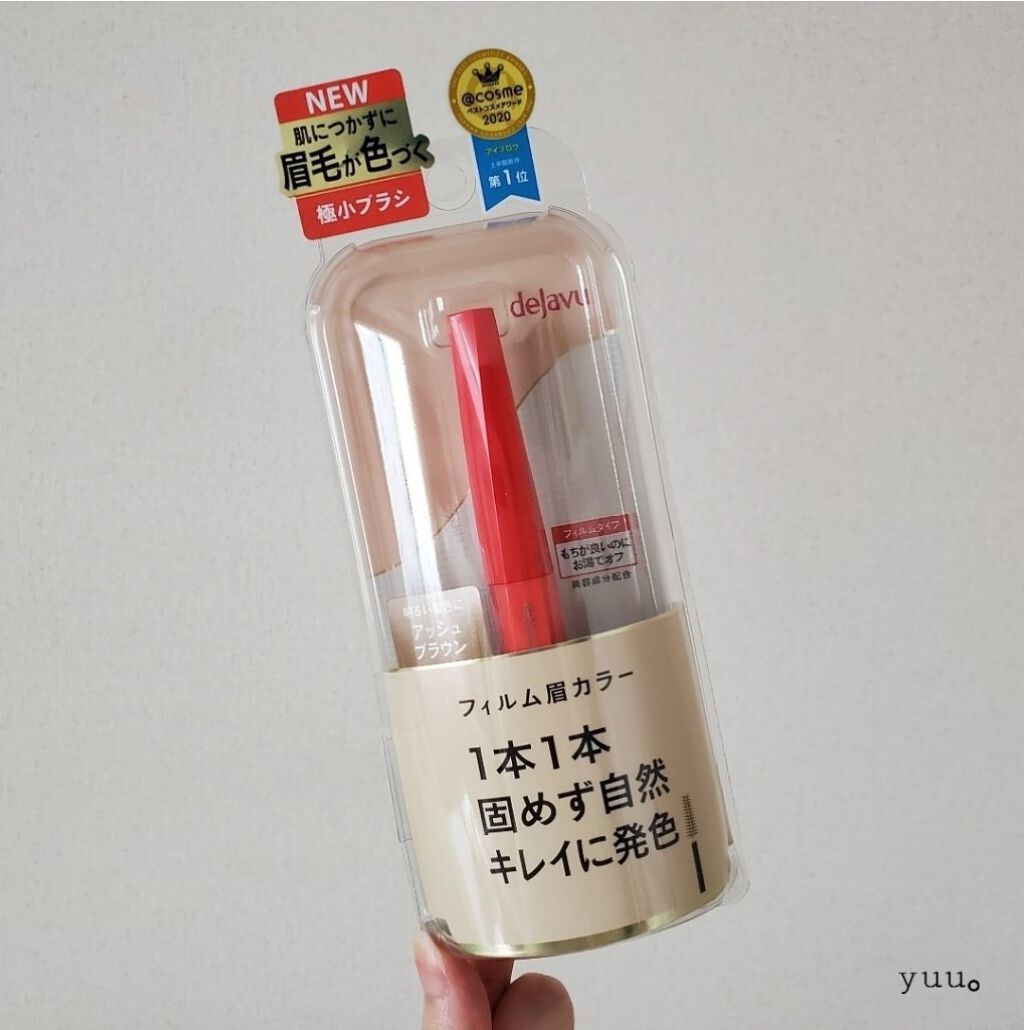 NEW
肌につかずに
眉毛が色づく
極小ブラシ
@cosme
ベストコスメアワード
2020
アイブロウ
上半期新作
第1位
dejavu
フィルムタイプ
もちが良いのに
お湯でオフ
美容成分配合
明るい髪色に
アッシュ
ブラウン
フィルム眉カラー
1本1本
固めず自然
キレイに発色
yuu。